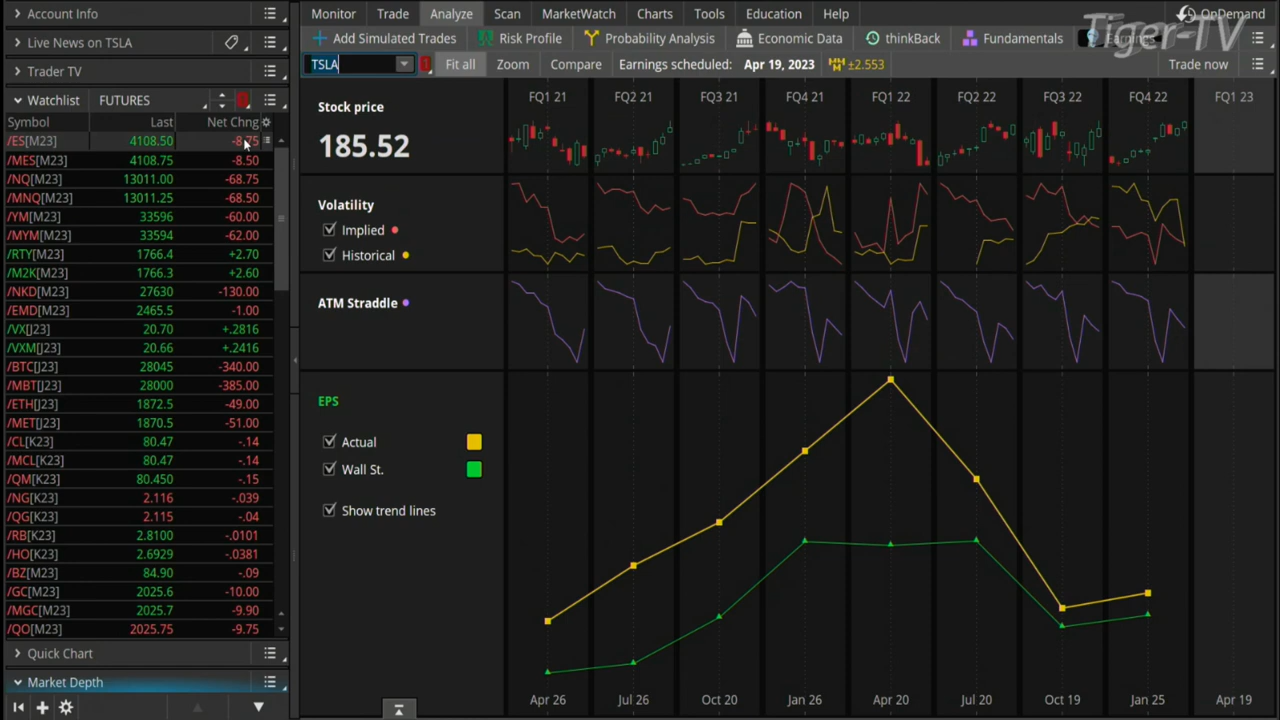 Account Info
Live News on TSLA
Trader TV
Watchlist FUTURES
Symbol Last Net Chng
/ES[M23] 4108.50 -8.75
/MES[M23] 4108.75 -8.50
/NQ[M23] 13011.00 -68.75
/MNQ[M23] 13011.25 -68.50
/YM[M23] 33596 -60.00
/MYM[M23] 33594 -62.00
/RTY[M23] 1766.4 +2.70
/M2K[M23] 1766.3 +2.60
/NKD[M23] 27630 -130.00
/EMD[M23] 2465.5 -1.00
/VX[J23] 20.70 +.2816
/VXM[J23] 20.66 +.2416
/BTC[J23] 28045 -340.00
/MBT[J23] 28000 -385.00
/ETH[J23] 1872.5 -49.00
/MET[J23] 1870.5 -51.00
/CL[K23] 80.47 -.14
/MCL[K23] 80.47 -.14
/QM[K23] 80.450 -.15
/NG[K23] 2.116 -.039
/QG[K23] 2.115 -.04
/RB[K23] 2.8100 -.0101
/HO[K23] 2.6929 -.0381
/BZ[M23] 84.90 -.09
/GC[M23] 2025.6 -10.00
/MGC[M23] 2025.7 -9.90
/QO[M23] 2025.75 -9.75
Quick Chart
Market Depth
Monitor Trade Analyze Scan MarketWatch Charts Tools Education Help OnDemand
Tiger-TV
Add Simulated Trades Risk Profile Probability Analysis Economic Data thinkBack Fundamentals Earnings
TSLA 1 Fit all Zoom Compare Earnings scheduled: Apr 19, 2023 ±2.553 Trade now
FQ1 21 FQ2 21 FQ3 21 FQ4 21 FQ1 22 FQ2 22 FQ3 22 FQ4 22 FQ1 23
Stock price
185.52
Volatility
Implied
Historical
ATM Straddle
EPS
Actual
Wall St.
Show trend lines
Apr 26 Jul 26 Oct 20 Jan 26 Apr 20 Jul 20 Oct 19 Jan 25 Apr 19